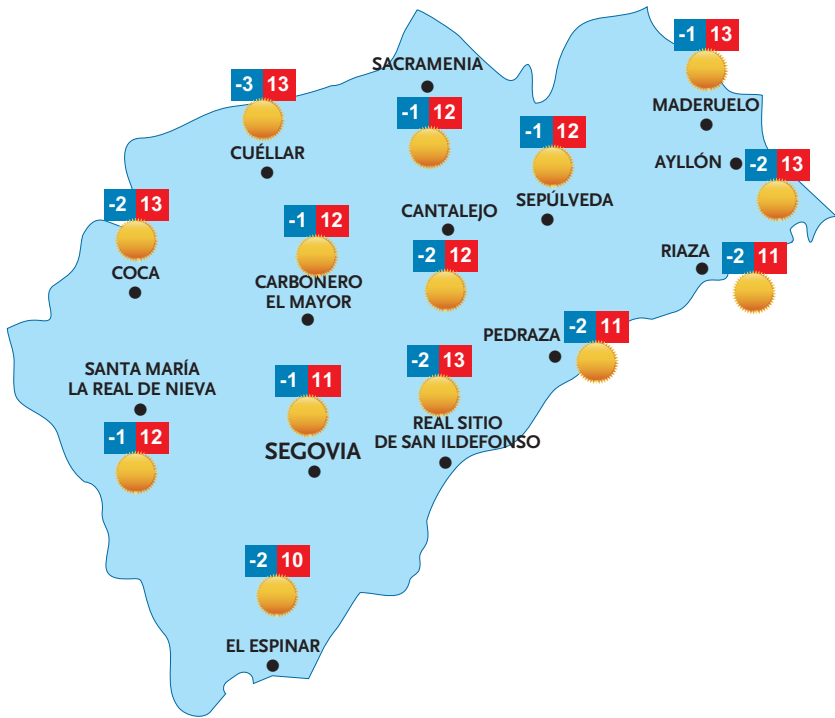 -1 13
MADERUELO
SACRAMENIA
-1 12
-3 13
CUÉLLAR
-1 12
SEPÚLVEDA
AYLLÓN
-2 13
-2 13
COCA
CANTALEJO
-2 12
-1 12
CARBONERO
EL MAYOR
RIAZA
-2 11
PEDRAZA
-2 11
SANTA MARÍA
LA REAL DE NIEVA
-1 12
-1 11
SEGOVIA
-2 13
REAL SITIO
DE SAN ILDEFONSO
-2 10
EL ESPINAR